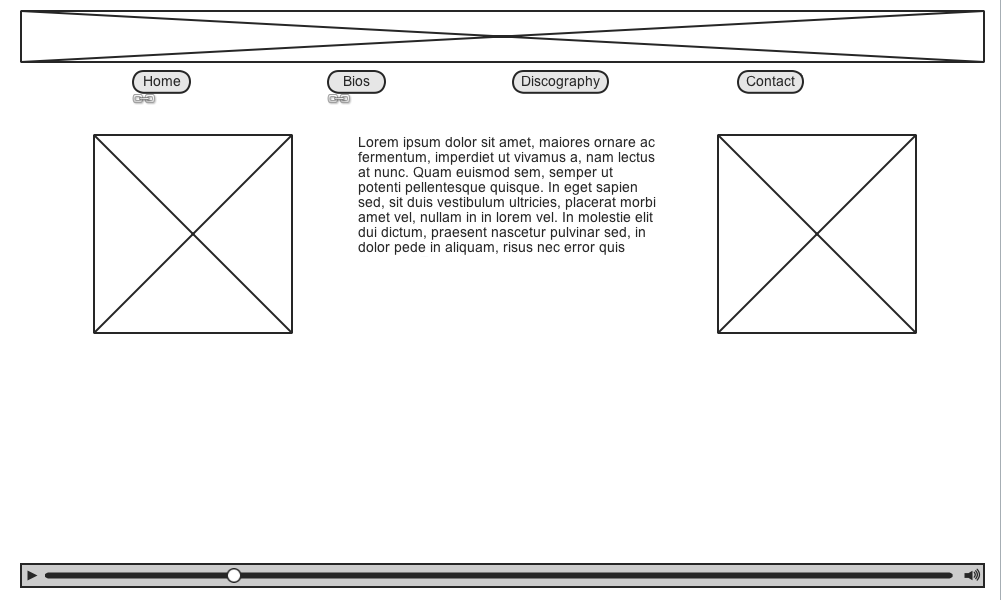 Home
Bios
Discography
Contact
Lorem ipsum dolor sit amet, maiores ornare ac
fermentum, imperdiet ut vivamus a, nam lectus
at nunc. Quam euismod sem, semper ut
potenti pellentesque quisque. In eget sapien
sed, sit duis vestibulum ultricies, placerat morbi
amet vel, nullam in in lorem vel. In molestie elit
dui dictum, praesent nascetur pulvinar sed, in
dolor pede in aliquam, risus nec error quis